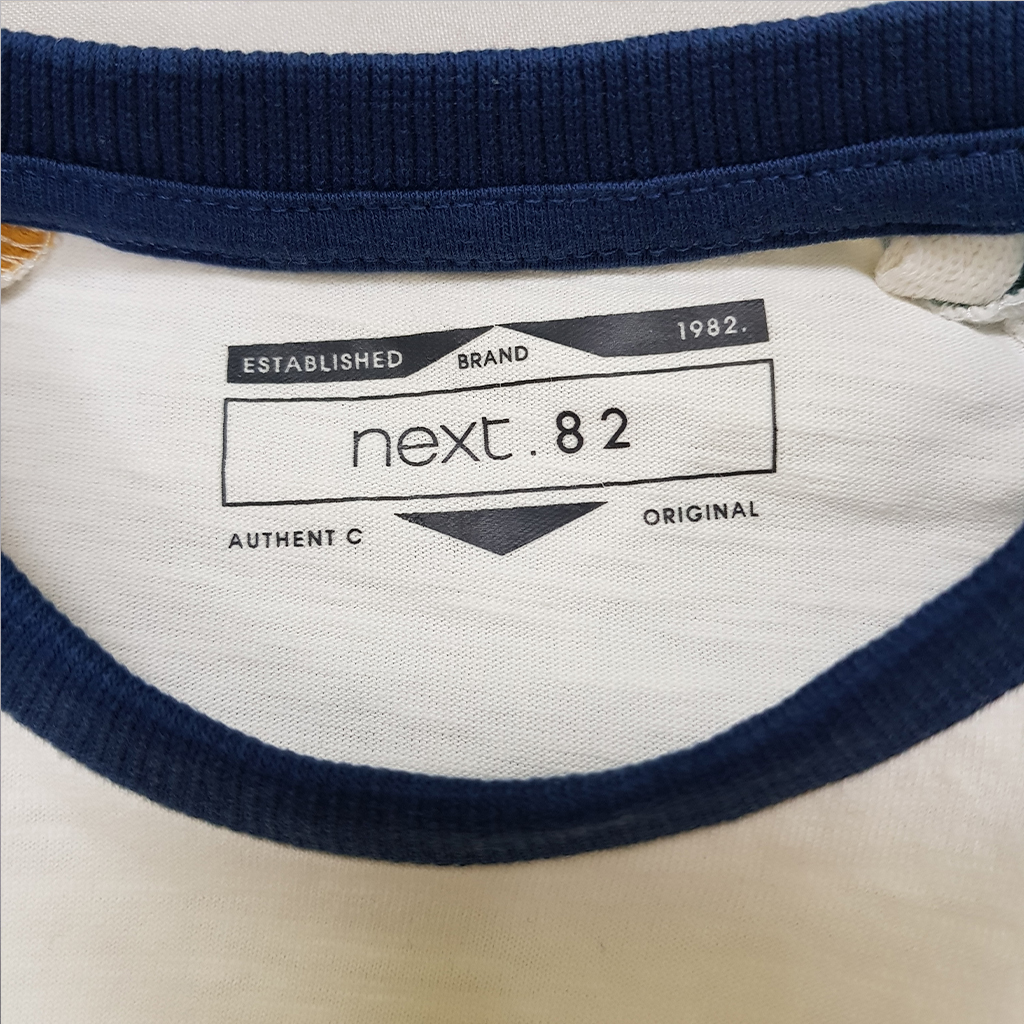 ESTABLISHED BRAND 1982.
next.82
AUTHENT C ORIGINAL